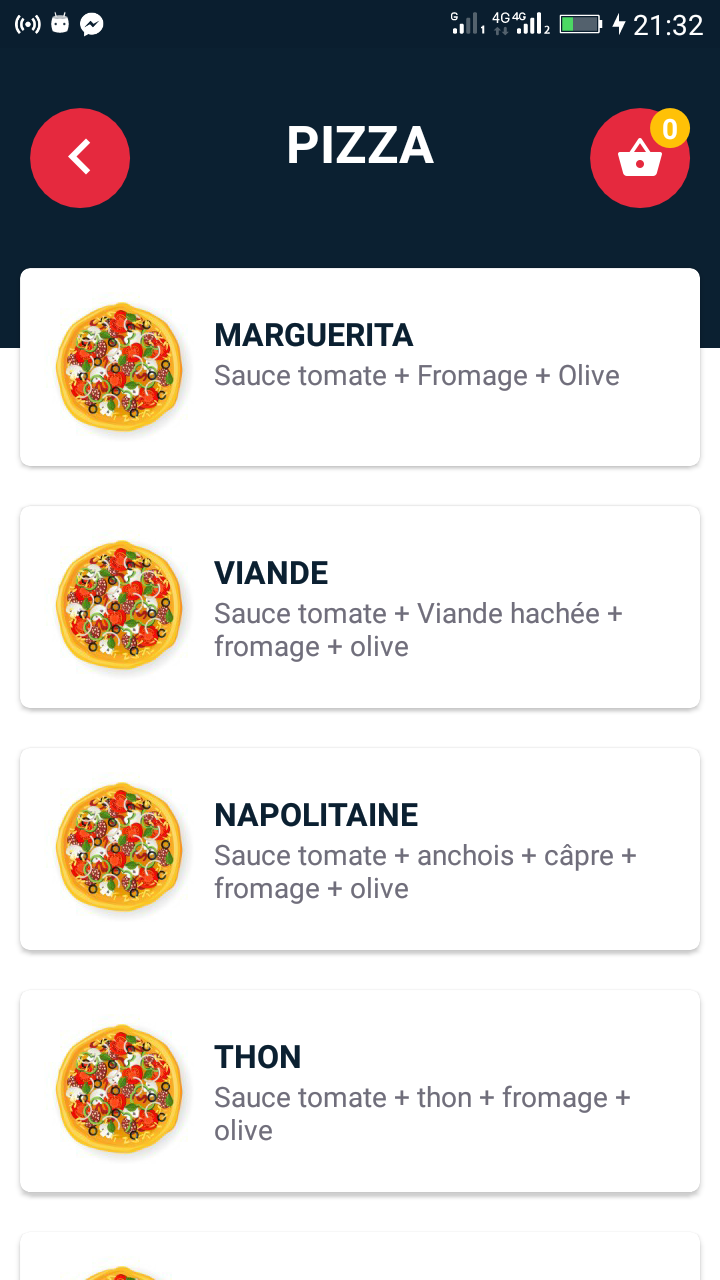 G 1 4G 4G 2 21:32
PIZZA
0
MARGUERITA
Sauce tomate + Fromage + Olive
VIANDE
Sauce tomate + Viande hachée +
fromage + olive
NAPOLITAINE
Sauce tomate + anchois + câpre +
fromage + olive
THON
Sauce tomate + thon + fromage +
olive